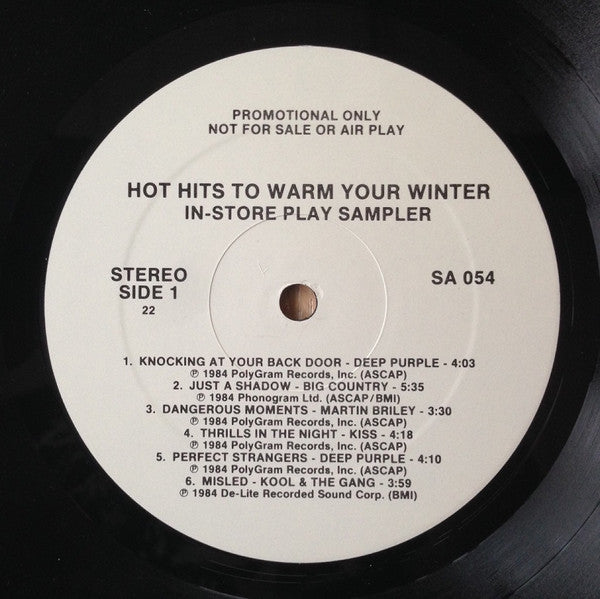 PROMOTIONAL ONLY
NOT FOR SALE OR AIR PLAY
HOT HITS TO WARM YOUR WINTER
IN-STORE PLAY SAMPLER
STEREO
SIDE 1
22
SA 054
1. KNOCKING AT YOUR BACK DOOR - DEEP PURPLE - 4:03
℗ 1984 PolyGram Records, Inc. (ASCAP)
2. JUST A SHADOW - BIG COUNTRY - 5:35
℗ 1984 Phonogram Ltd. (ASCAP/BMI)
3. DANGEROUS MOMENTS - MARTIN BRILEY - 3:30
℗ 1984 PolyGram Records, Inc. (ASCAP)
4. THRILLS IN THE NIGHT - KISS - 4:18
℗ 1984 PolyGram Records, Inc. (ASCAP)
5. PERFECT STRANGERS - DEEP PURPLE - 4:10
℗ 1984 PolyGram Records, Inc. (ASCAP)
6. MISLED - KOOL & THE GANG - 3:59
℗ 1984 De-Lite Recorded Sound Corp. (BMI)